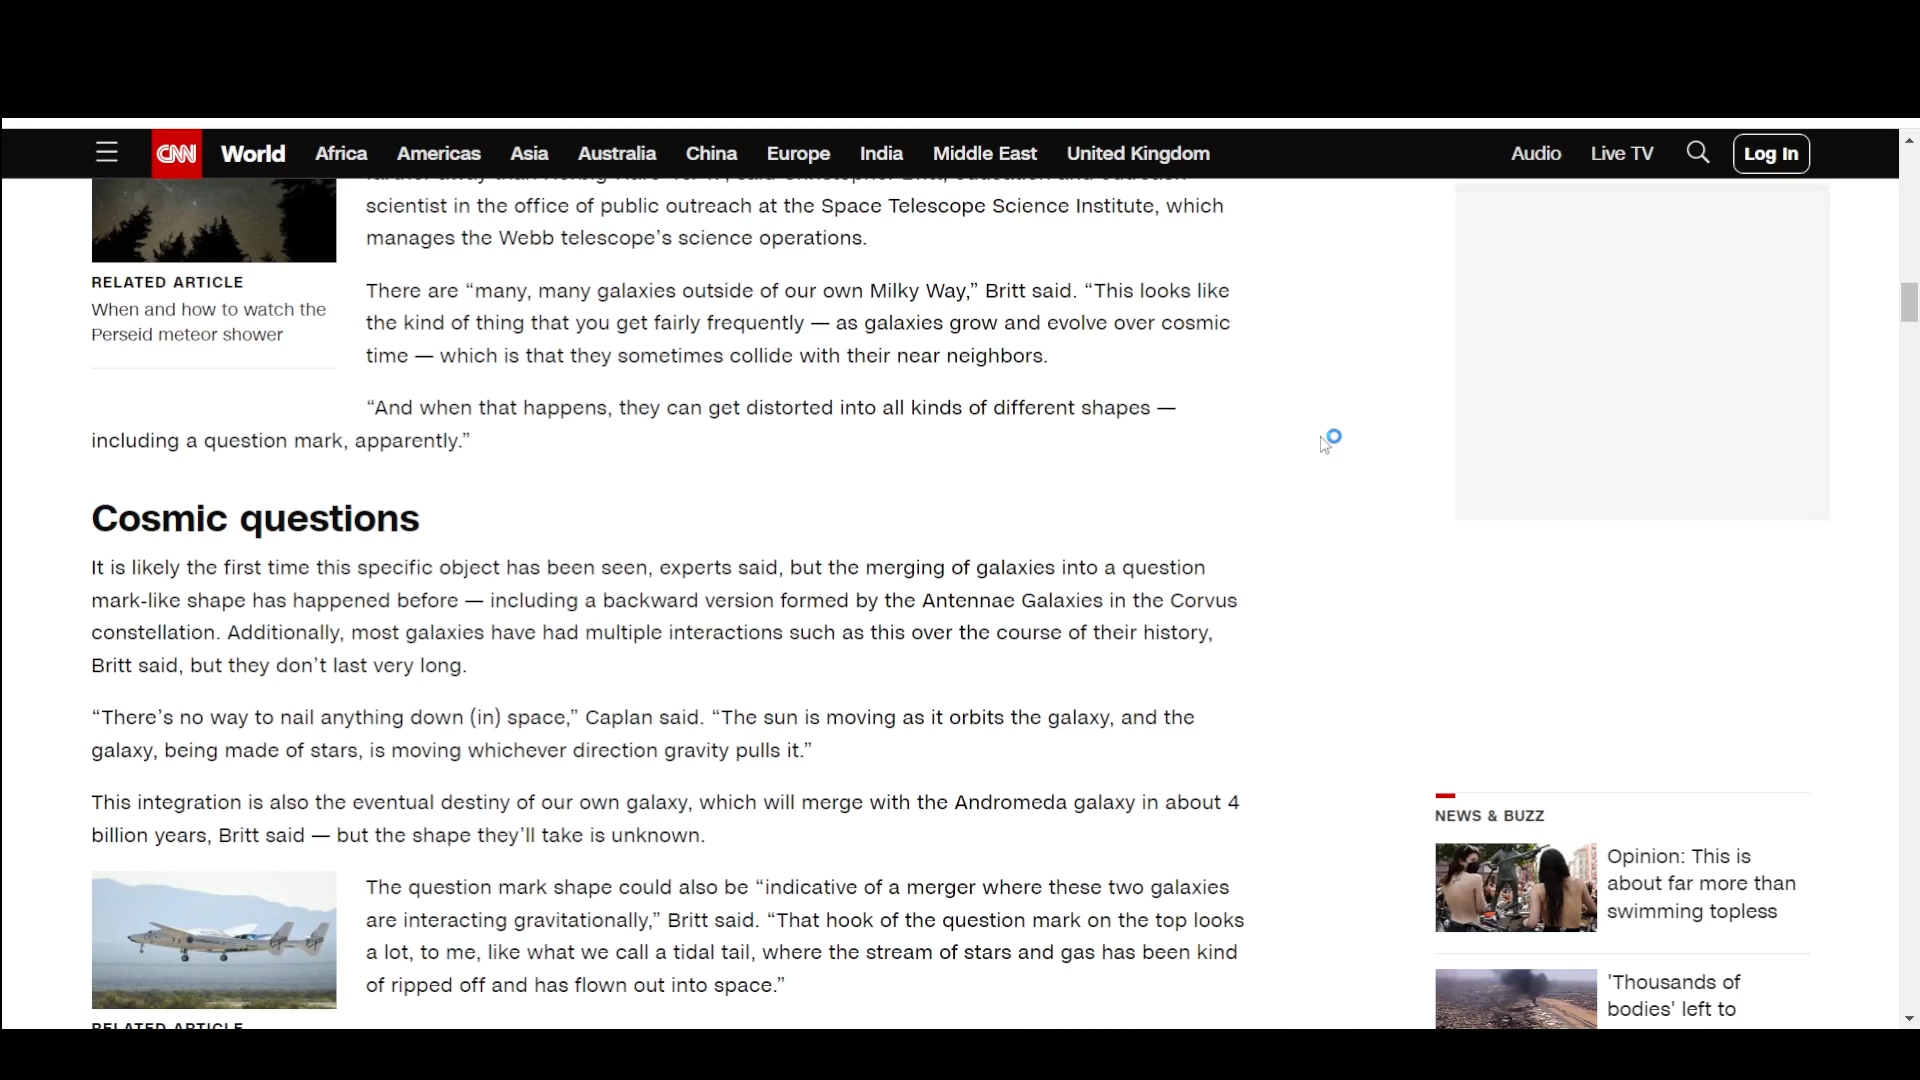 CNN World Africa Americas Asia Australia China Europe India Middle East United Kingdom Audio Live TV Log In
scientist in the office of public outreach at the Space Telescope Science Institute, which
manages the Webb telescope’s science operations.
RELATED ARTICLE
When and how to watch the
Perseid meteor shower
There are “many, many galaxies outside of our own Milky Way,” Britt said. “This looks like
the kind of thing that you get fairly frequently — as galaxies grow and evolve over cosmic
time — which is that they sometimes collide with their near neighbors.
“And when that happens, they can get distorted into all kinds of different shapes —
including a question mark, apparently.”
Cosmic questions
It is likely the first time this specific object has been seen, experts said, but the merging of galaxies into a question
mark-like shape has happened before — including a backward version formed by the Antennae Galaxies in the Corvus
constellation. Additionally, most galaxies have had multiple interactions such as this over the course of their history,
Britt said, but they don’t last very long.
“There’s no way to nail anything down (in) space,” Caplan said. “The sun is moving as it orbits the galaxy, and the
galaxy, being made of stars, is moving whichever direction gravity pulls it.”
This integration is also the eventual destiny of our own galaxy, which will merge with the Andromeda galaxy in about 4
billion years, Britt said — but the shape they’ll take is unknown.
The question mark shape could also be “indicative of a merger where these two galaxies
are interacting gravitationally,” Britt said. “That hook of the question mark on the top looks
a lot, to me, like what we call a tidal tail, where the stream of stars and gas has been kind
of ripped off and has flown out into space.”
RELATED ARTICLE
NEWS & BUZZ
Opinion: This is
about far more than
swimming topless
'Thousands of
bodies' left to